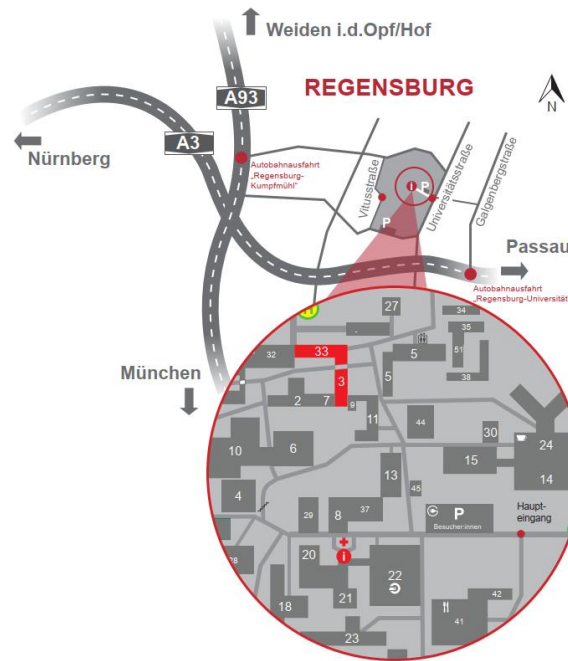 Weiden i.d.Opf/Hof
REGENSBURG
N
A93
A3
Nürnberg
Autobahnausfahrt
„Regensburg-
Kumpfmühl“
Vitusstraße
Universitätsstraße
Galgenbergstraße
i
P
P
Passau
Autobahnausfahrt
„Regensburg-Universität
München
H
27
34
35
33
32
5
51
3
5
38
2
7
9
11
44
30
24
10
6
15
14
13
4
45
29
8
37
P
Besucher:innen
Haupt-
eingang
i
20
22
21
18
42
41
23